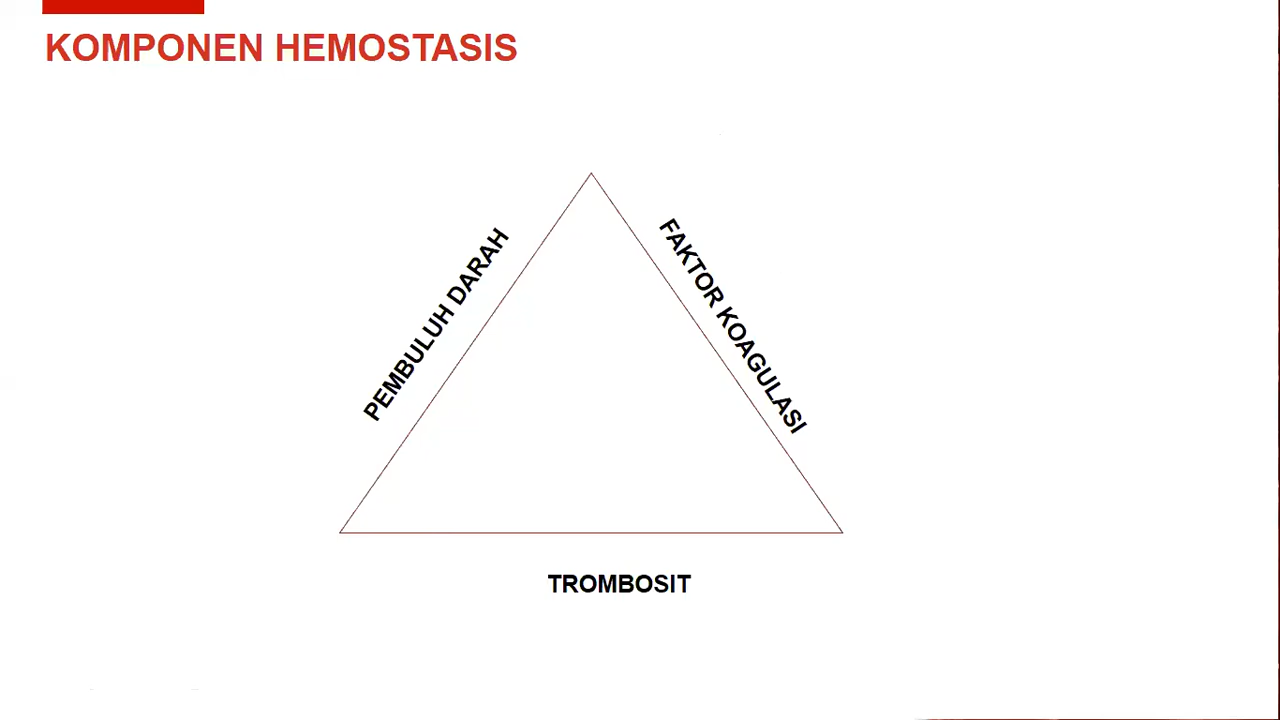 KOMPONEN HEMOSTASIS
PEMBULUH DARAH
FAKTOR KOAGULASI
TROMBOSIT